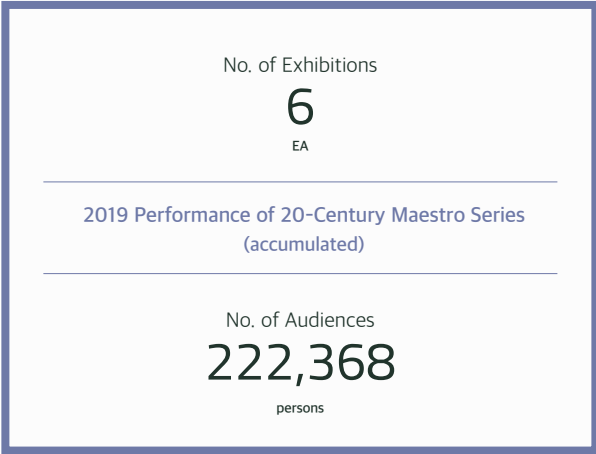 No. of Exhibitions
6
EA
2019 Performance of 20-Century Maestro Series
(accumulated)
No. of Audiences
222,368
persons